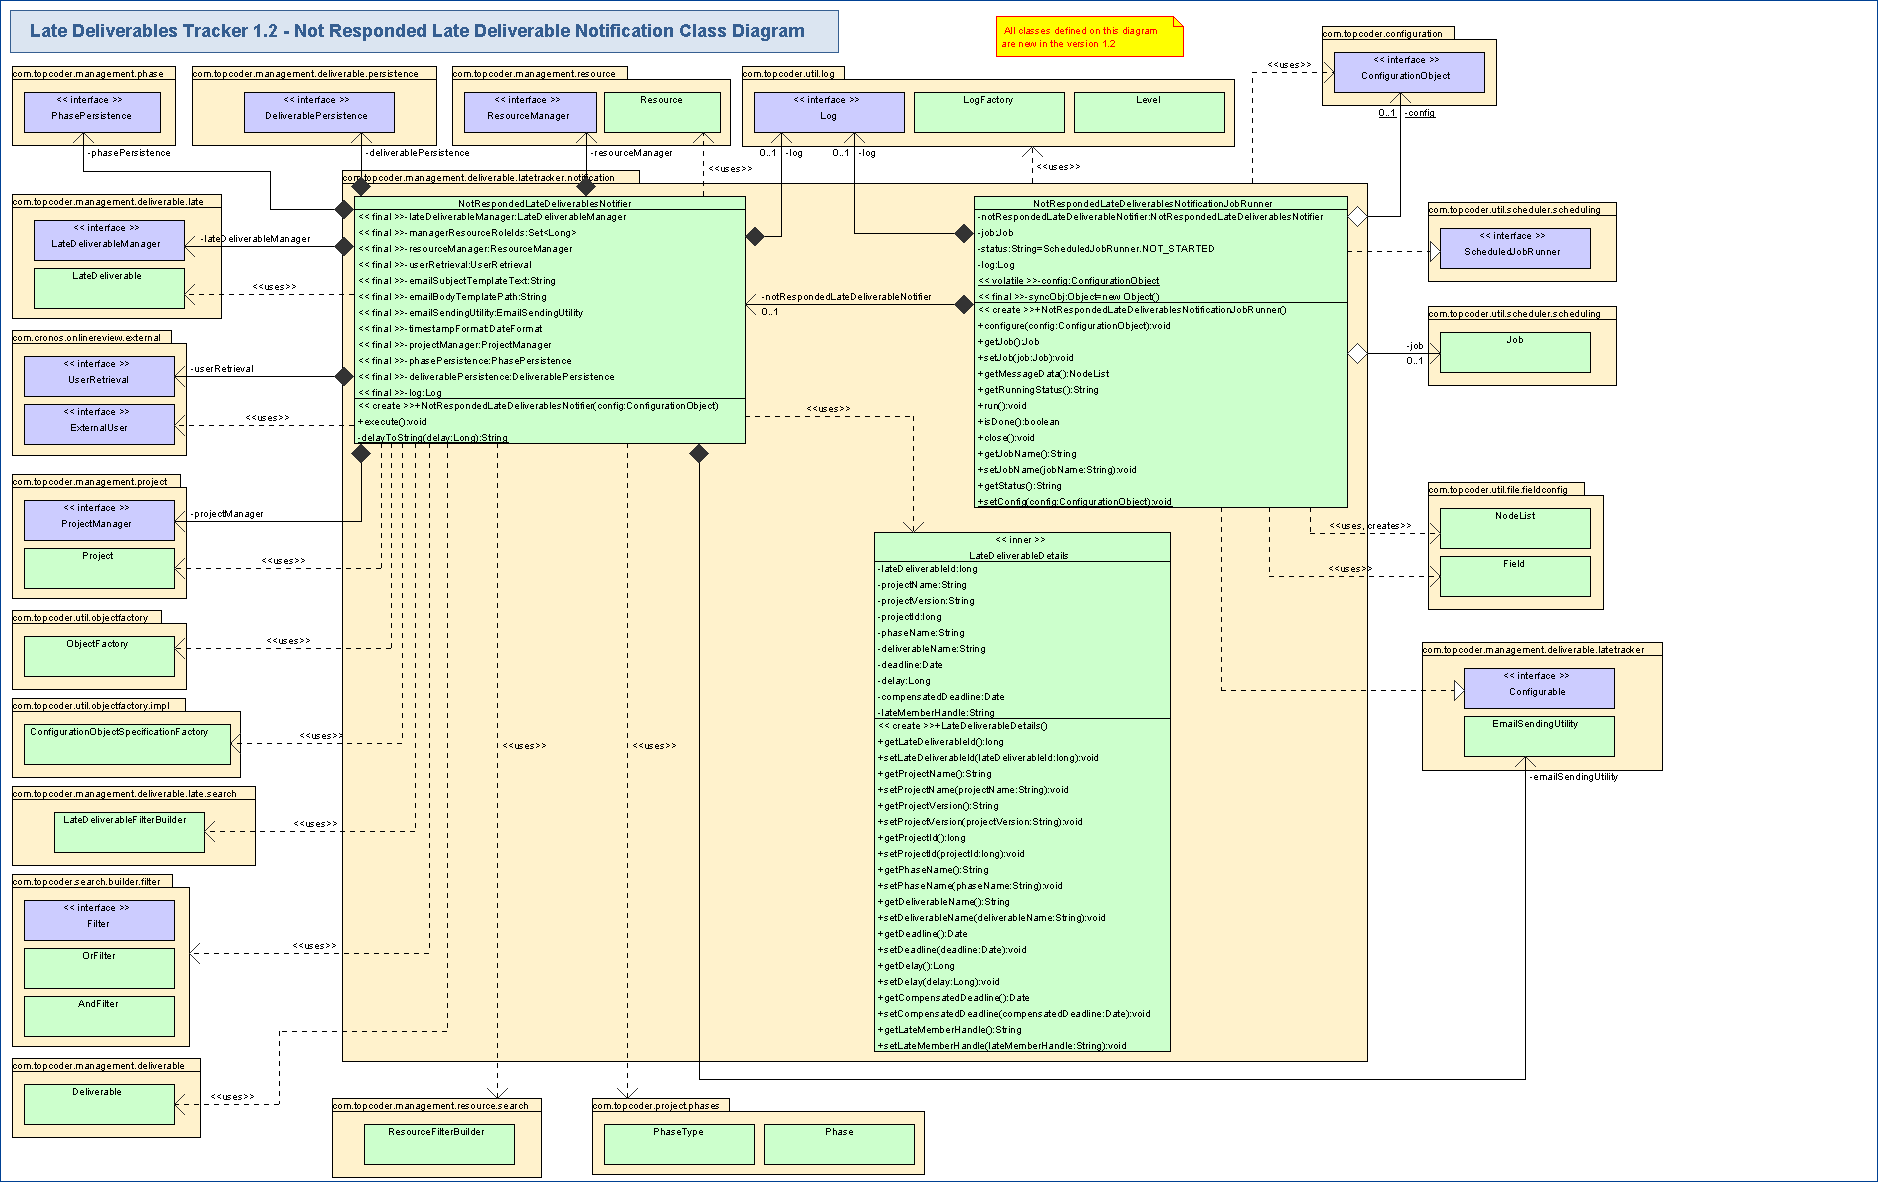 Late Deliverables Tracker 1.2 - Not Responded Late Deliverable Notification Class Diagram
All classes defined on this diagram
are new in the version 1.2
com.topcoder.configuration
<< interface >>
ConfigurationObject
<<uses>>
0..1
-config
com.topcoder.management.phase
<< interface >>
PhasePersistence
-phasePersistence
com.topcoder.management.deliverable.persistence
<< interface >>
DeliverablePersistence
-deliverablePersistence
com.topcoder.management.resource
<< interface >>
ResourceManager
Resource
-resourceManager
<<uses>>
com.topcoder.util.log
<< interface >>
Log
LogFactory
Level
0..1
-log
0..1
-log
<<uses>>
com.topcoder.management.deliverable.latetracker.notification
NotRespondedLateDeliverablesNotifier
<< final >>-lateDeliverableManager:LateDeliverableManager
<< final >>-managerResourceRoleIds:Set<Long>
<< final >>-resourceManager:ResourceManager
<< final >>-userRetrieval:UserRetrieval
<< final >>-emailSubjectTemplateText:String
<< final >>-emailBodyTemplatePath:String
<< final >>-emailSendingUtility:EmailSendingUtility
<< final >>-timestampFormat:DateFormat
<< final >>-projectManager:ProjectManager
<< final >>-phasePersistence:PhasePersistence
<< final >>-deliverablePersistence:DeliverablePersistence
<< final >>-log:Log
<< create >>+NotRespondedLateDeliverablesNotifier(config:ConfigurationObject)
+execute():void
-delayToString(delay:Long):String
NotRespondedLateDeliverablesNotificationJobRunner
-notRespondedLateDeliverableNotifier:NotRespondedLateDeliverablesNotifier
-job:Job
-status:String=ScheduledJobRunner.NOT_STARTED
-log:Log
<< volatile >>-config:ConfigurationObject
<< final >>-syncObj:Object=new Object()
<< create >>+NotRespondedLateDeliverablesNotificationJobRunner()
+configure(config:ConfigurationObject):void
+getJob():Job
+setJob(job:Job):void
+getMessageData():NodeList
+getRunningStatus():String
+run():void
+isDone():boolean
+close():void
+getJobName():String
+setJobName(jobName:String):void
+getStatus():String
+setConfig(config:ConfigurationObject):void
-notRespondedLateDeliverableNotifier
0..1
<<uses>>
<< inner >>
LateDeliverableDetails
-lateDeliverableId:long
-projectName:String
-projectVersion:String
-projectId:long
-phaseName:String
-deliverableName:String
-deadline:Date
-delay:Long
-compensatedDeadline:Date
-lateMemberHandle:String
<< create >>+LateDeliverableDetails()
+getLateDeliverableId():long
+setLateDeliverableId(lateDeliverableId:long):void
+getProjectName():String
+setProjectName(projectName:String):void
+getProjectVersion():String
+setProjectVersion(projectVersion:String):void
+getProjectId():long
+setProjectId(projectId:long):void
+getPhaseName():String
+setPhaseName(phaseName:String):void
+getDeliverableName():String
+setDeliverableName(deliverableName:String):void
+getDeadline():Date
+setDeadline(deadline:Date):void
+getDelay():Long
+setDelay(delay:Long):void
+getCompensatedDeadline():Date
+setCompensatedDeadline(compensatedDeadline:Date):void
+getLateMemberHandle():String
+setLateMemberHandle(lateMemberHandle:String):void
com.topcoder.management.deliverable.late
<< interface >>
LateDeliverableManager
LateDeliverable
-lateDeliverableManager
<<uses>>
com.cronos.onlinereview.external
<< interface >>
UserRetrieval
<< interface >>
ExternalUser
-userRetrieval
<<uses>>
com.topcoder.management.project
<< interface >>
ProjectManager
Project
-projectManager
<<uses>>
com.topcoder.util.objectfactory
ObjectFactory
<<uses>>
com.topcoder.util.objectfactory.impl
ConfigurationObjectSpecificationFactory
<<uses>>
com.topcoder.management.deliverable.late.search
LateDeliverableFilterBuilder
<<uses>>
com.topcoder.search.builder.filter
<< interface >>
Filter
OrFilter
AndFilter
<<uses>>
com.topcoder.management.deliverable
Deliverable
<<uses>>
<<uses>>
<<uses>>
com.topcoder.management.resource.search
ResourceFilterBuilder
com.topcoder.project.phases
PhaseType
Phase
com.topcoder.util.scheduler.scheduling
<< interface >>
ScheduledJobRunner
com.topcoder.util.scheduler.scheduling
Job
-job
0..1
com.topcoder.util.file.fieldconfig
NodeList
Field
<<uses, creates>>
<<uses>>
com.topcoder.management.deliverable.latetracker
<< interface >>
Configurable
EmailSendingUtility
-emailSendingUtility